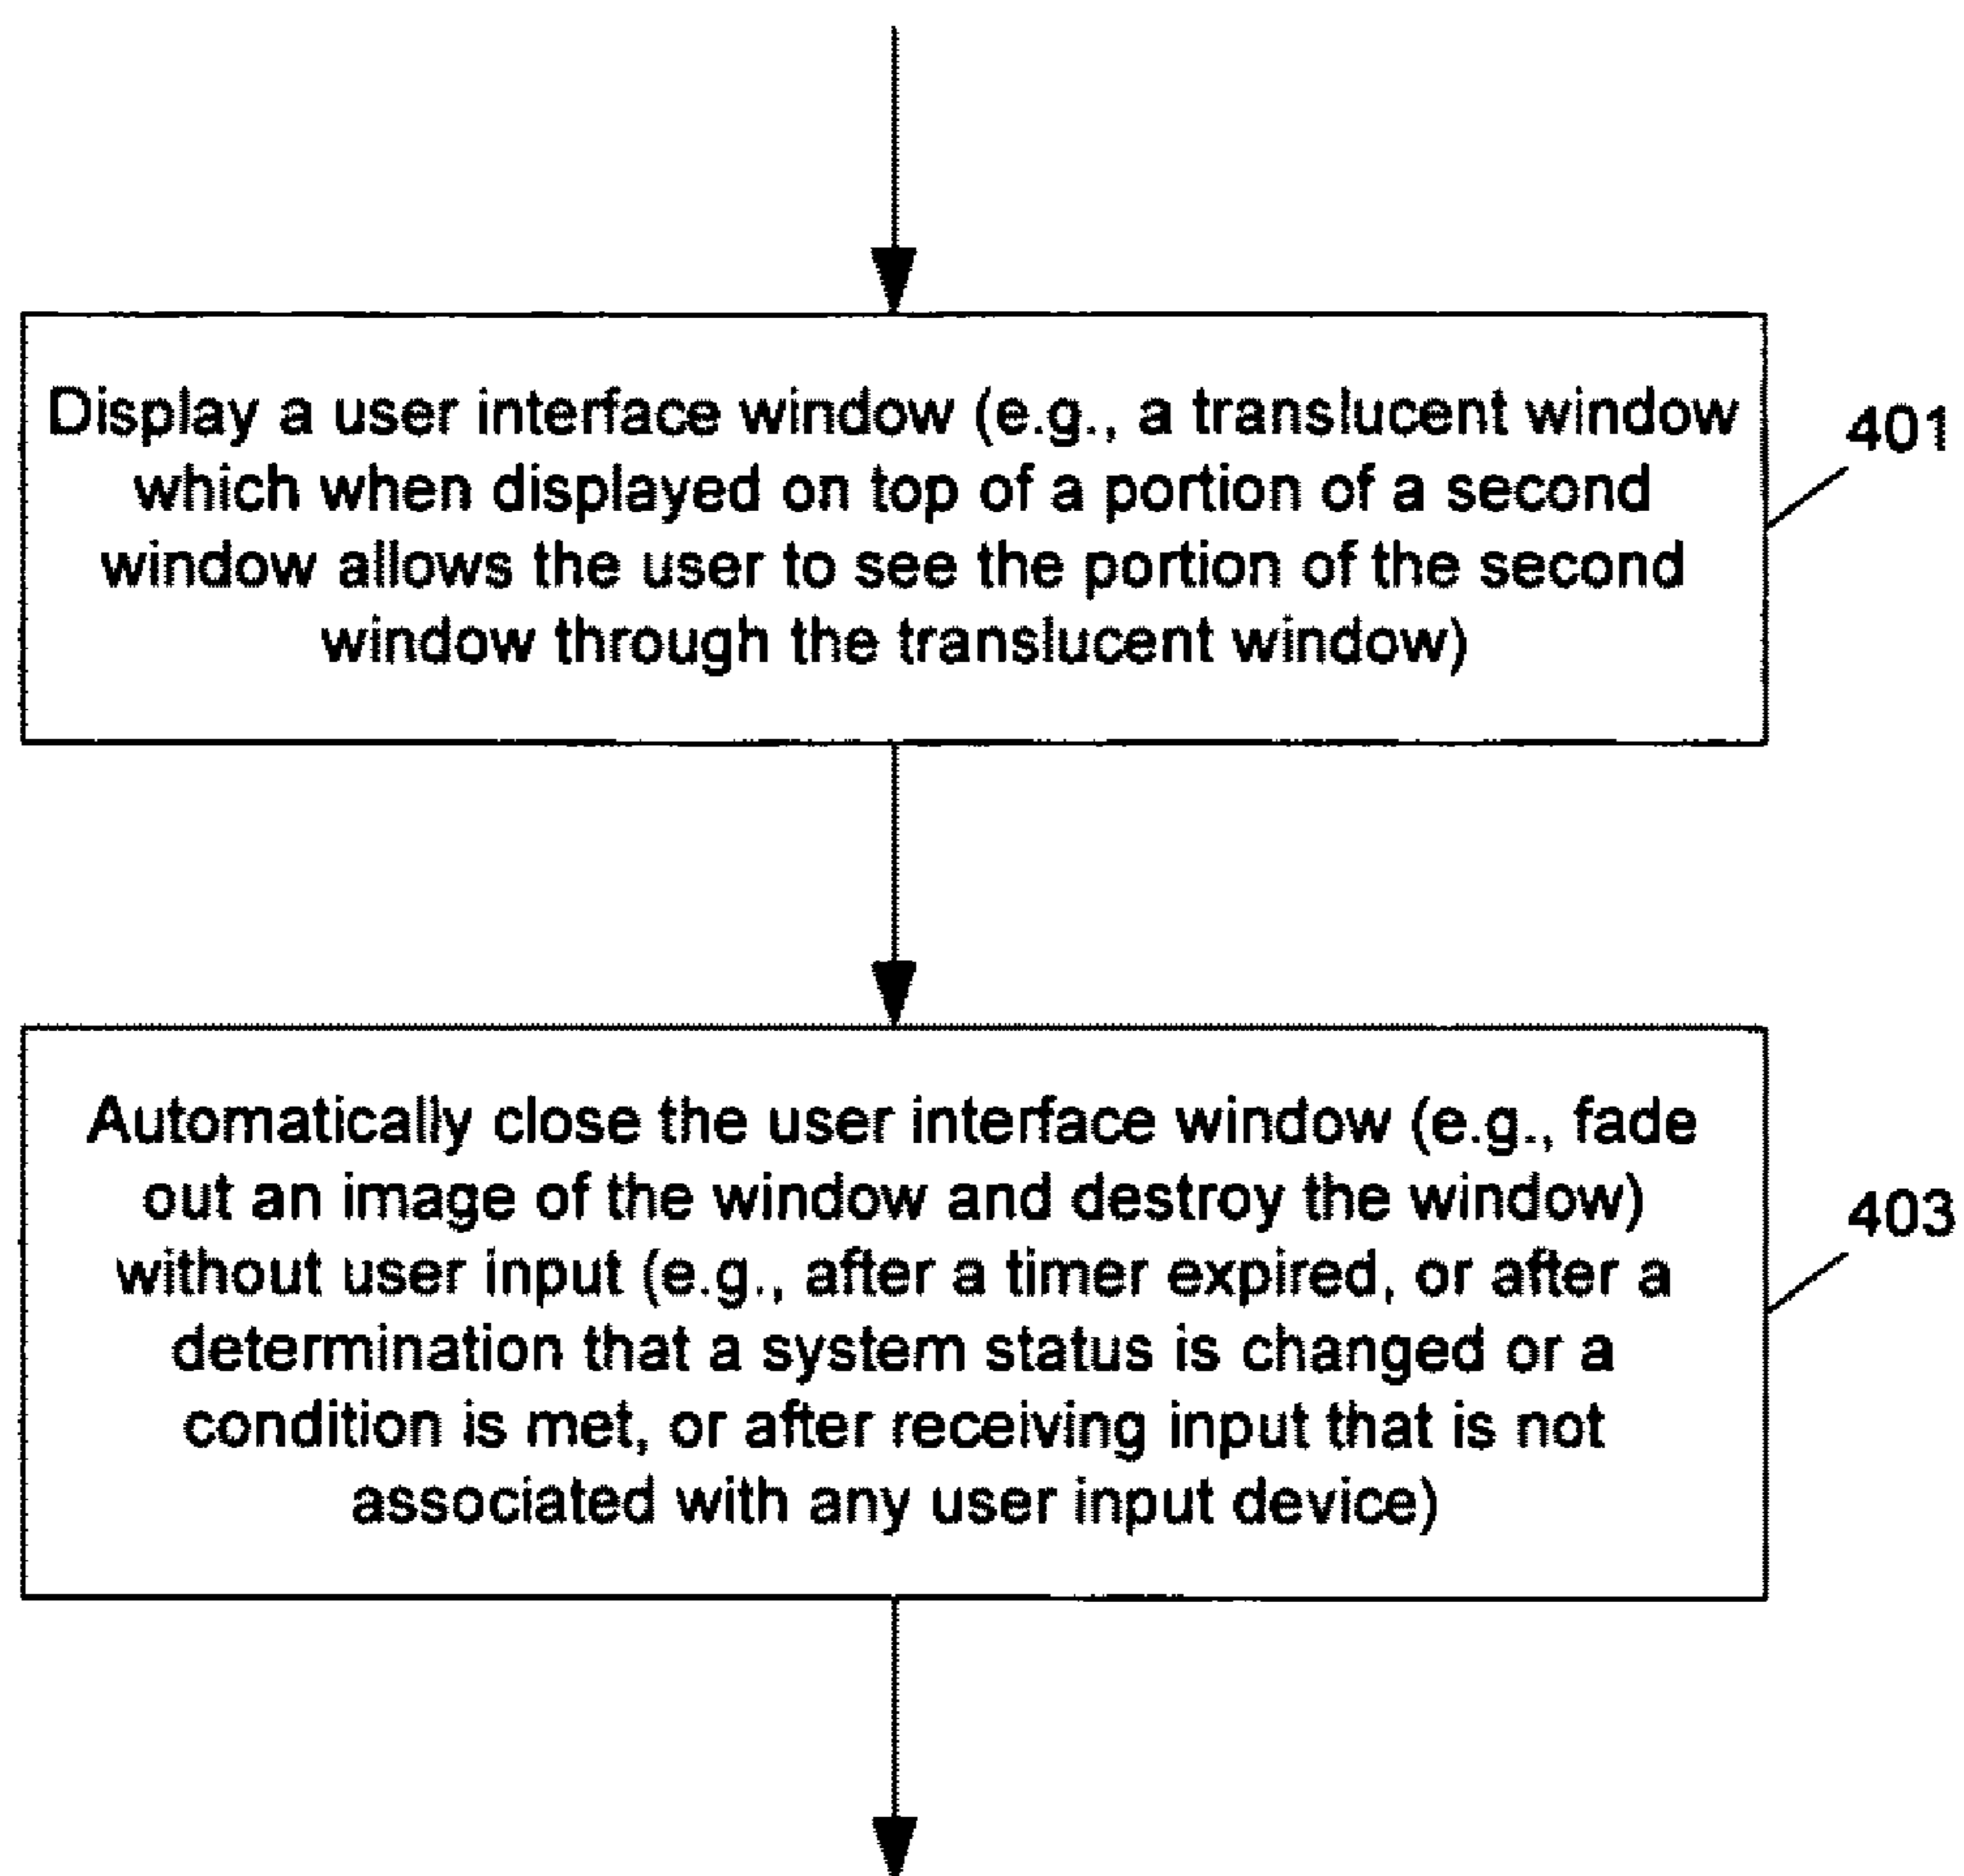 Display a user interface window (e.g., a translucent window
which when displayed on top of a portion of a second
window allows the user to see the portion of the second
window through the translucent window)
401
Automatically close the user interface window (e.g., fade
out an image of the window and destroy the window)
without user input (e.g., after a timer expired, or after a
determination that a system status is changed or a
condition is met, or after receiving input that is not
associated with any user input device)
403